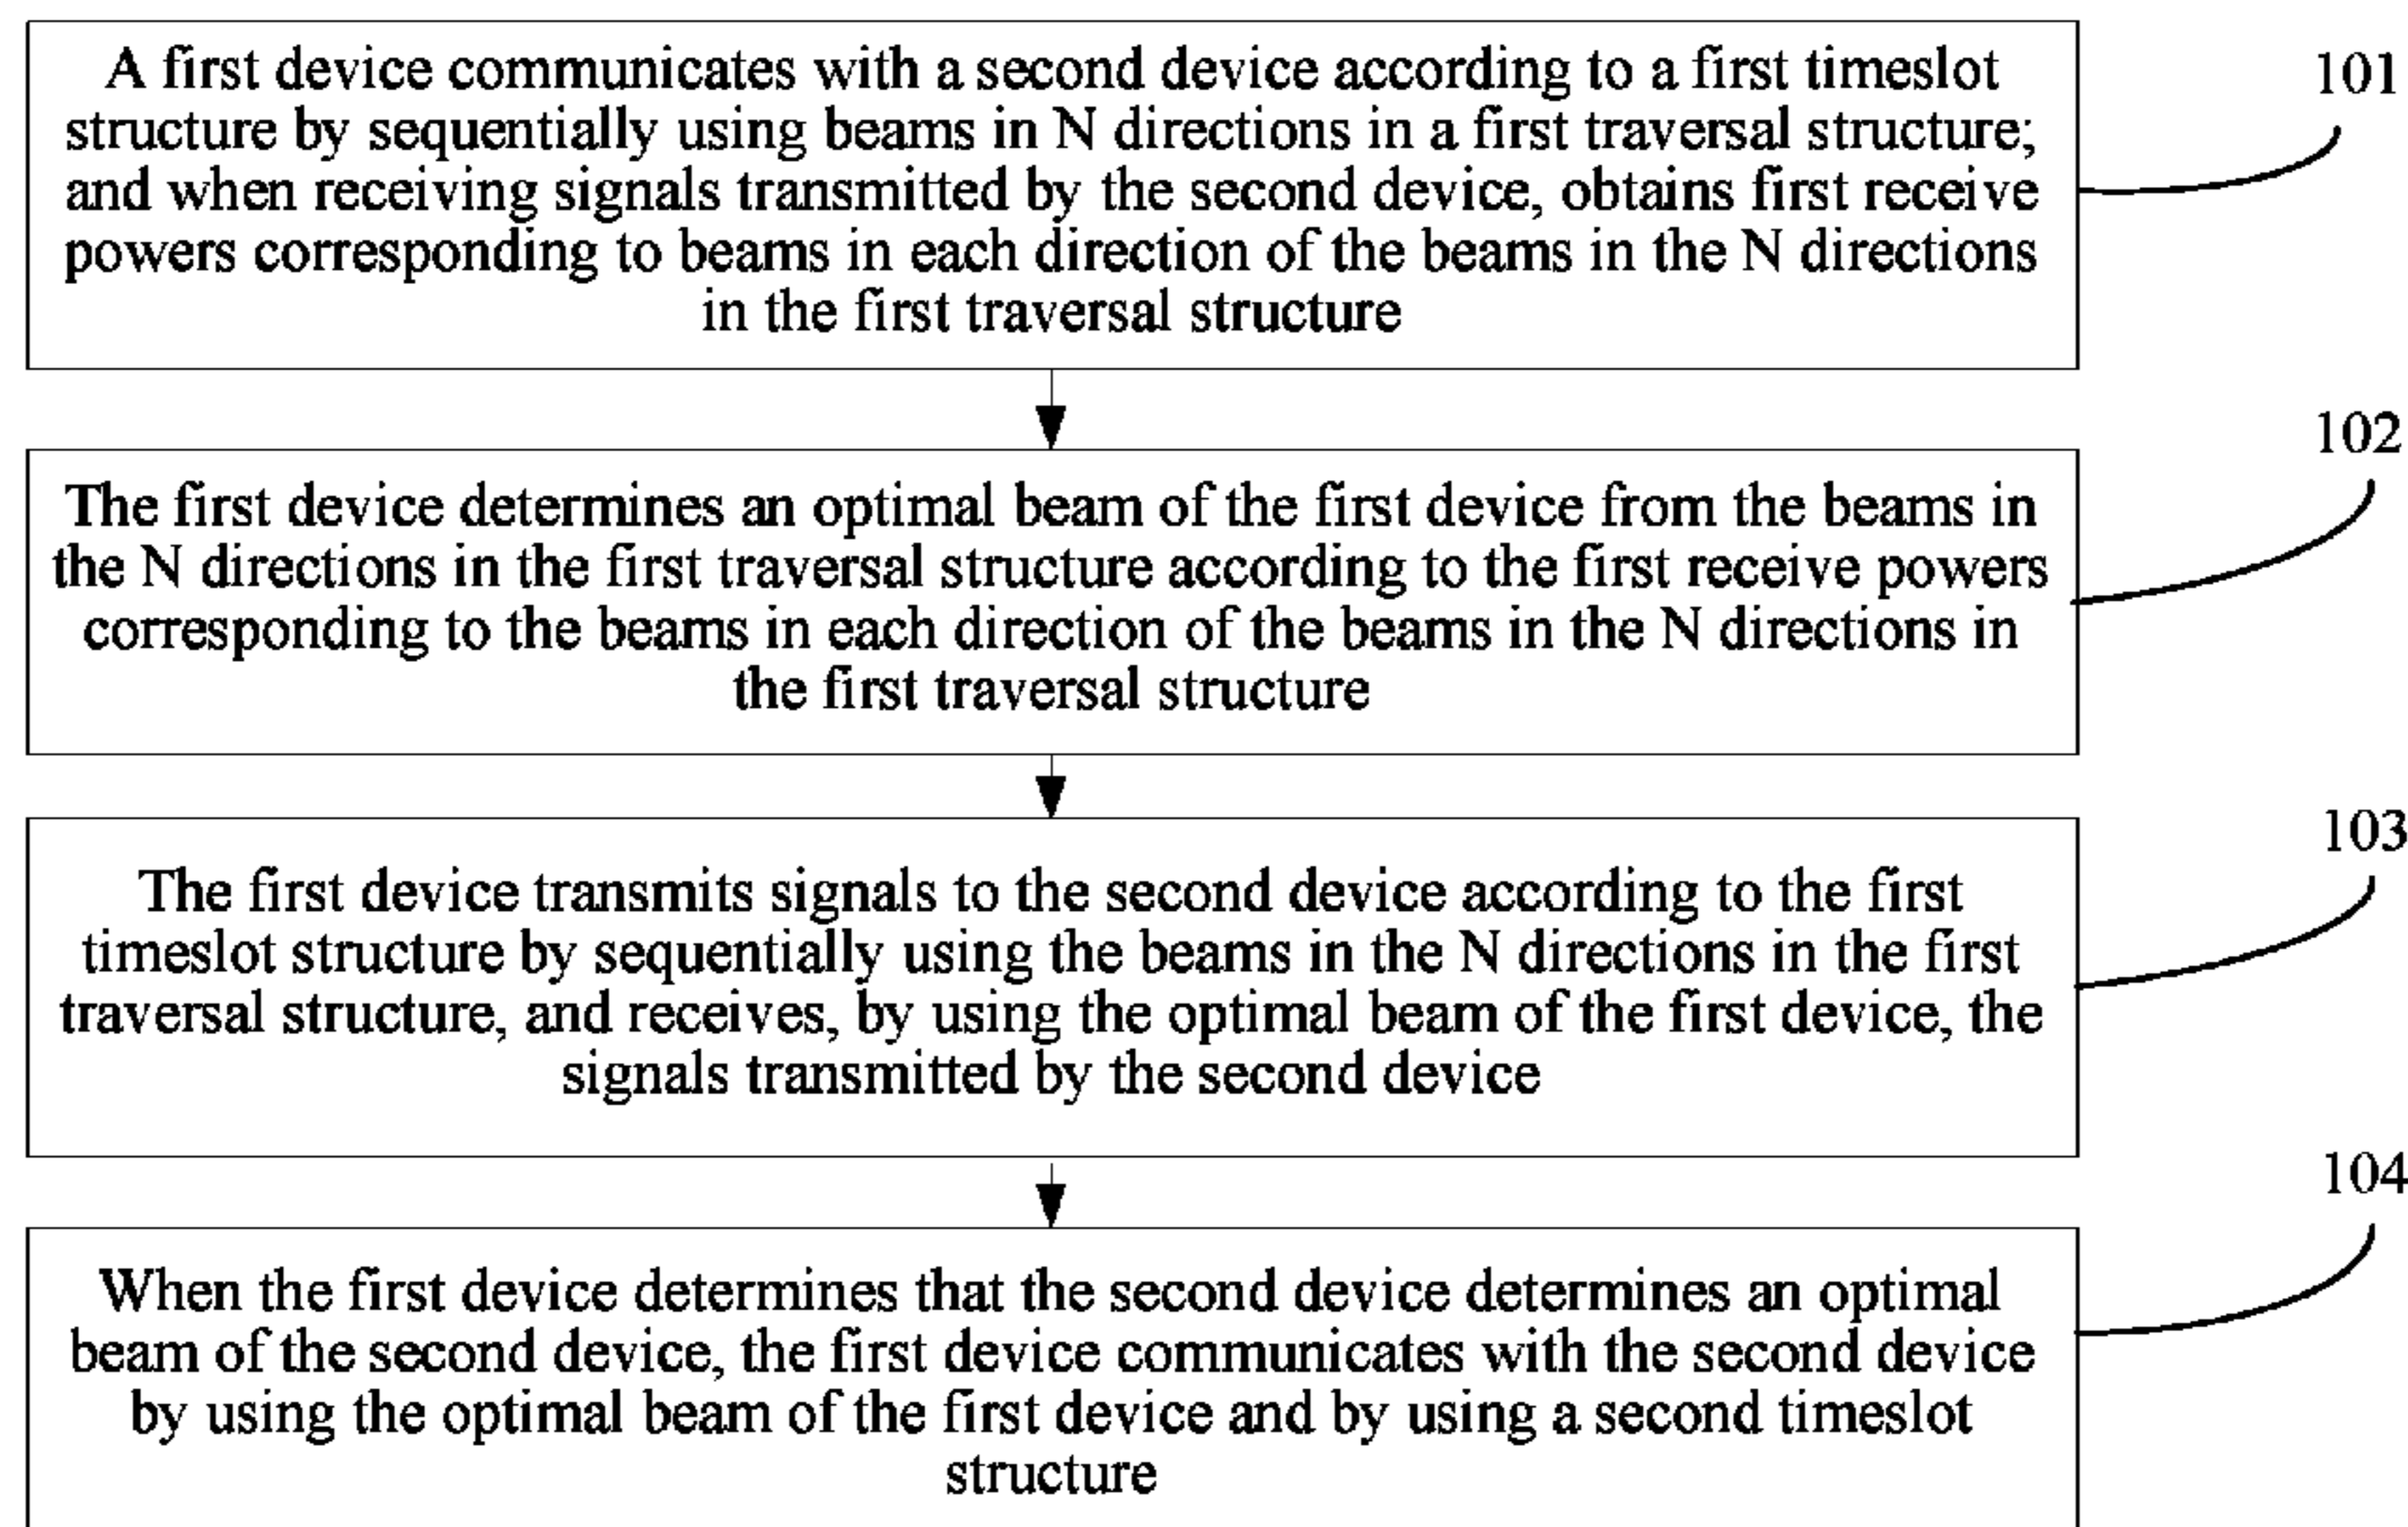 A first device communicates with a second device according to a first timeslot
structure by sequentially using beams in N directions in a first traversal structure;
and when receiving signals transmitted by the second device, obtains first receive
powers corresponding to beams in each direction of the beams in the N directions
in the first traversal structure
101
The first device determines an optimal beam of the first device from the beams in
the N directions in the first traversal structure according to the first receive powers
corresponding to the beams in each direction of the beams in the N directions in
the first traversal structure
102
The first device transmits signals to the second device according to the first
timeslot structure by sequentially using the beams in the N directions in the first
traversal structure, and receives, by using the optimal beam of the first device, the
signals transmitted by the second device
103
When the first device determines that the second device determines an optimal
beam of the second device, the first device communicates with the second device
by using the optimal beam of the first device and by using a second timeslot
structure
104